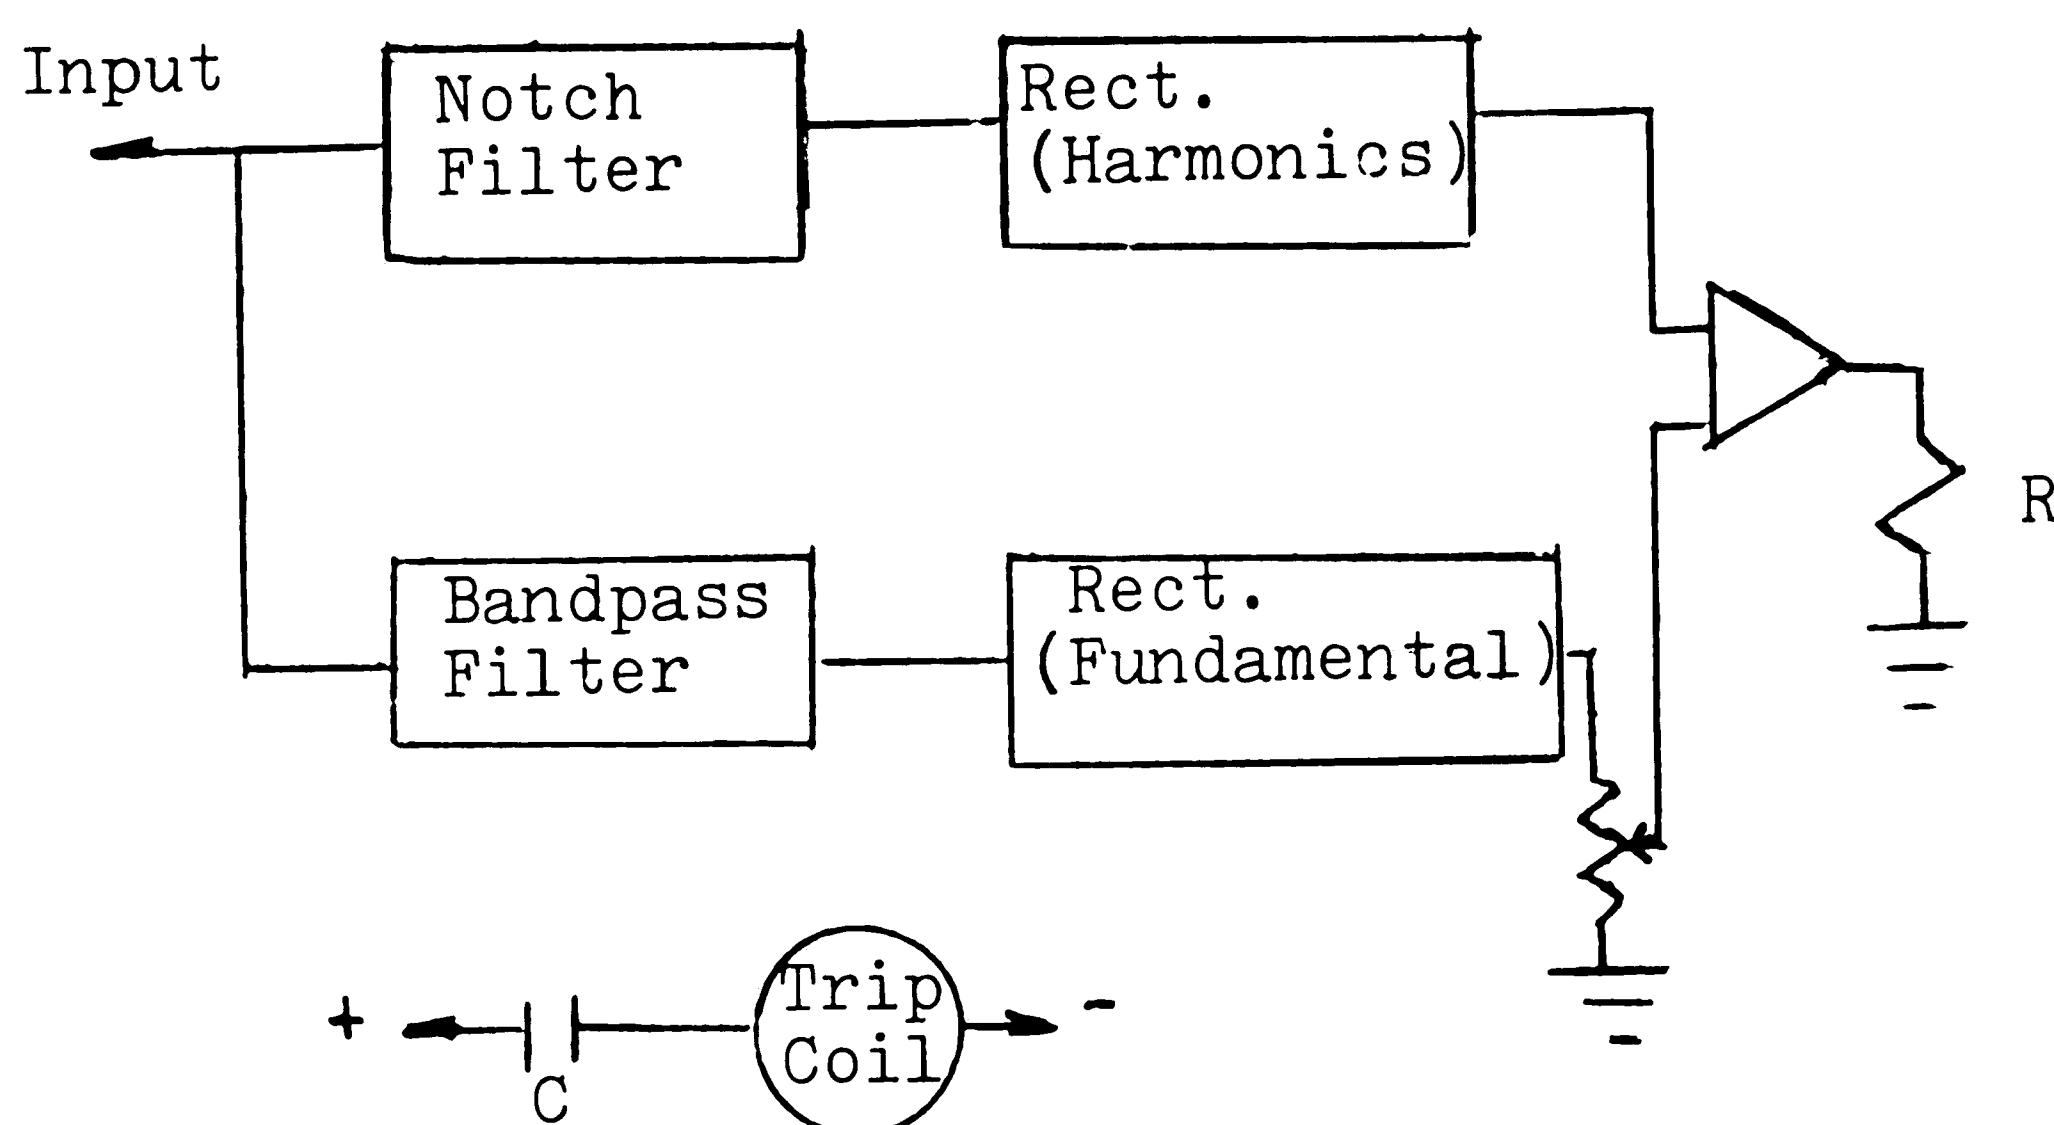 Input
Notch
Filter
Rect.
(Harmonics)
R
Bandpass
Filter
Rect.
(Fundamental)
+
Trip
Coil
-
C